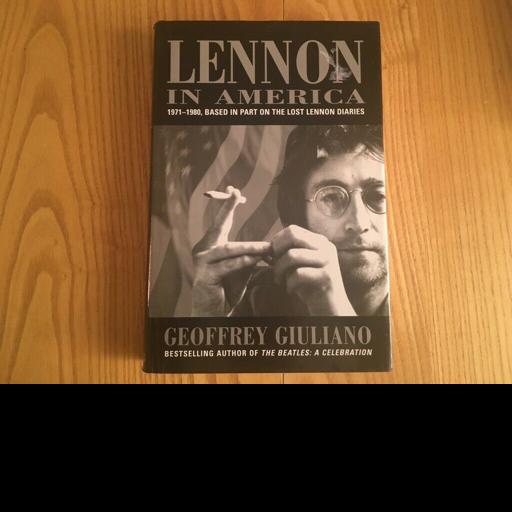 LENNON
IN AMERICA
1971–1980, BASED IN PART ON THE LOST LENNON DIARIES
GEOFFREY GIULIANO
BESTSELLING AUTHOR OF THE BEATLES: A CELEBRATION